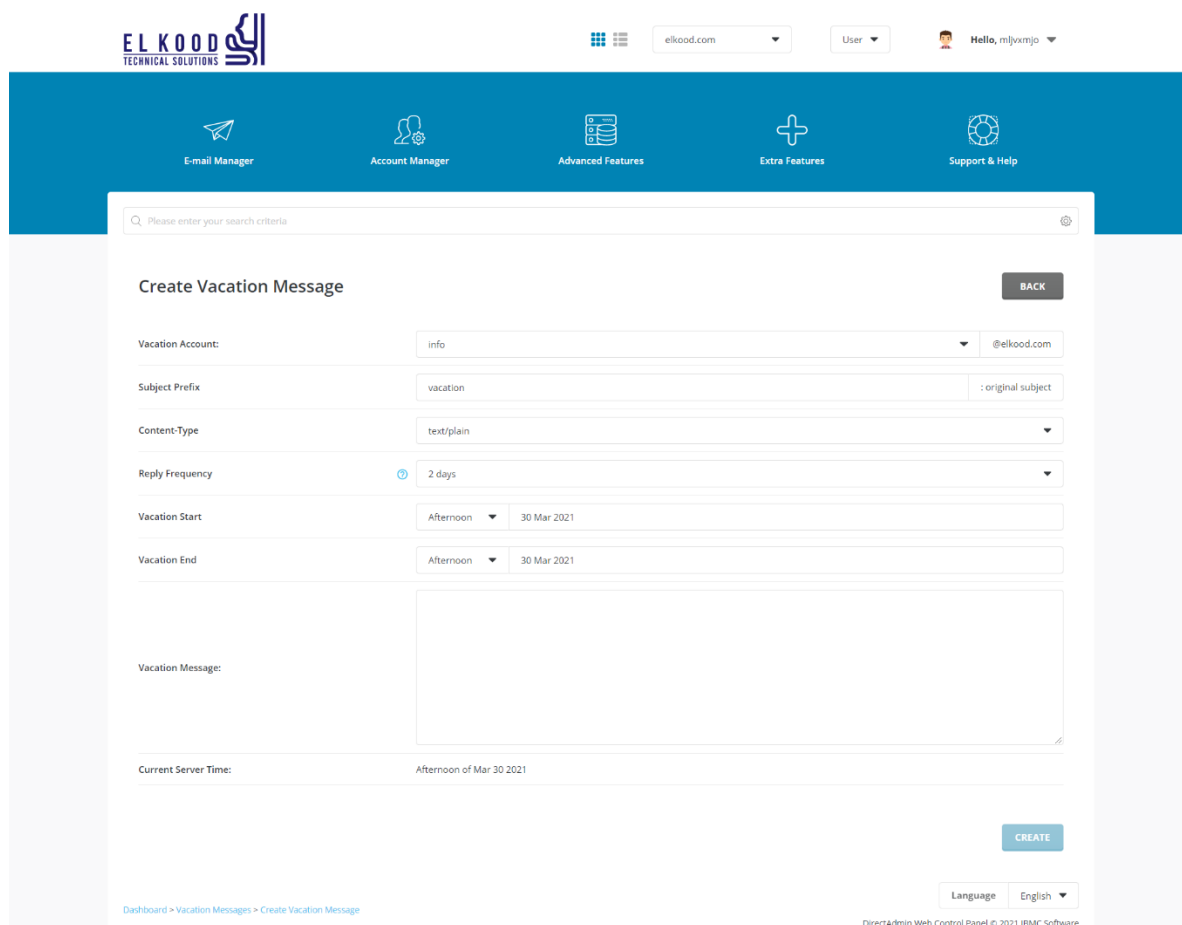 EL KOOD
TECHNICAL SOLUTIONS
elkood.com
User
Hello, mljvxmjo
E-mail Manager
Account Manager
Advanced Features
Extra Features
Support & Help
Please enter your search criteria
Create Vacation Message
BACK
Vacation Account:
info
@elkood.com
Subject Prefix
vacation
: original subject
Content-Type
text/plain
Reply Frequency
?
2 days
Vacation Start
Afternoon
30 Mar 2021
Vacation End
Afternoon
30 Mar 2021
Vacation Message:
Current Server Time:
Afternoon of Mar 30 2021
CREATE
Language
English
Dashboard > Vacation Messages > Create Vacation Message
DirectAdmin Web Control Panel © 2021 JBMC Software